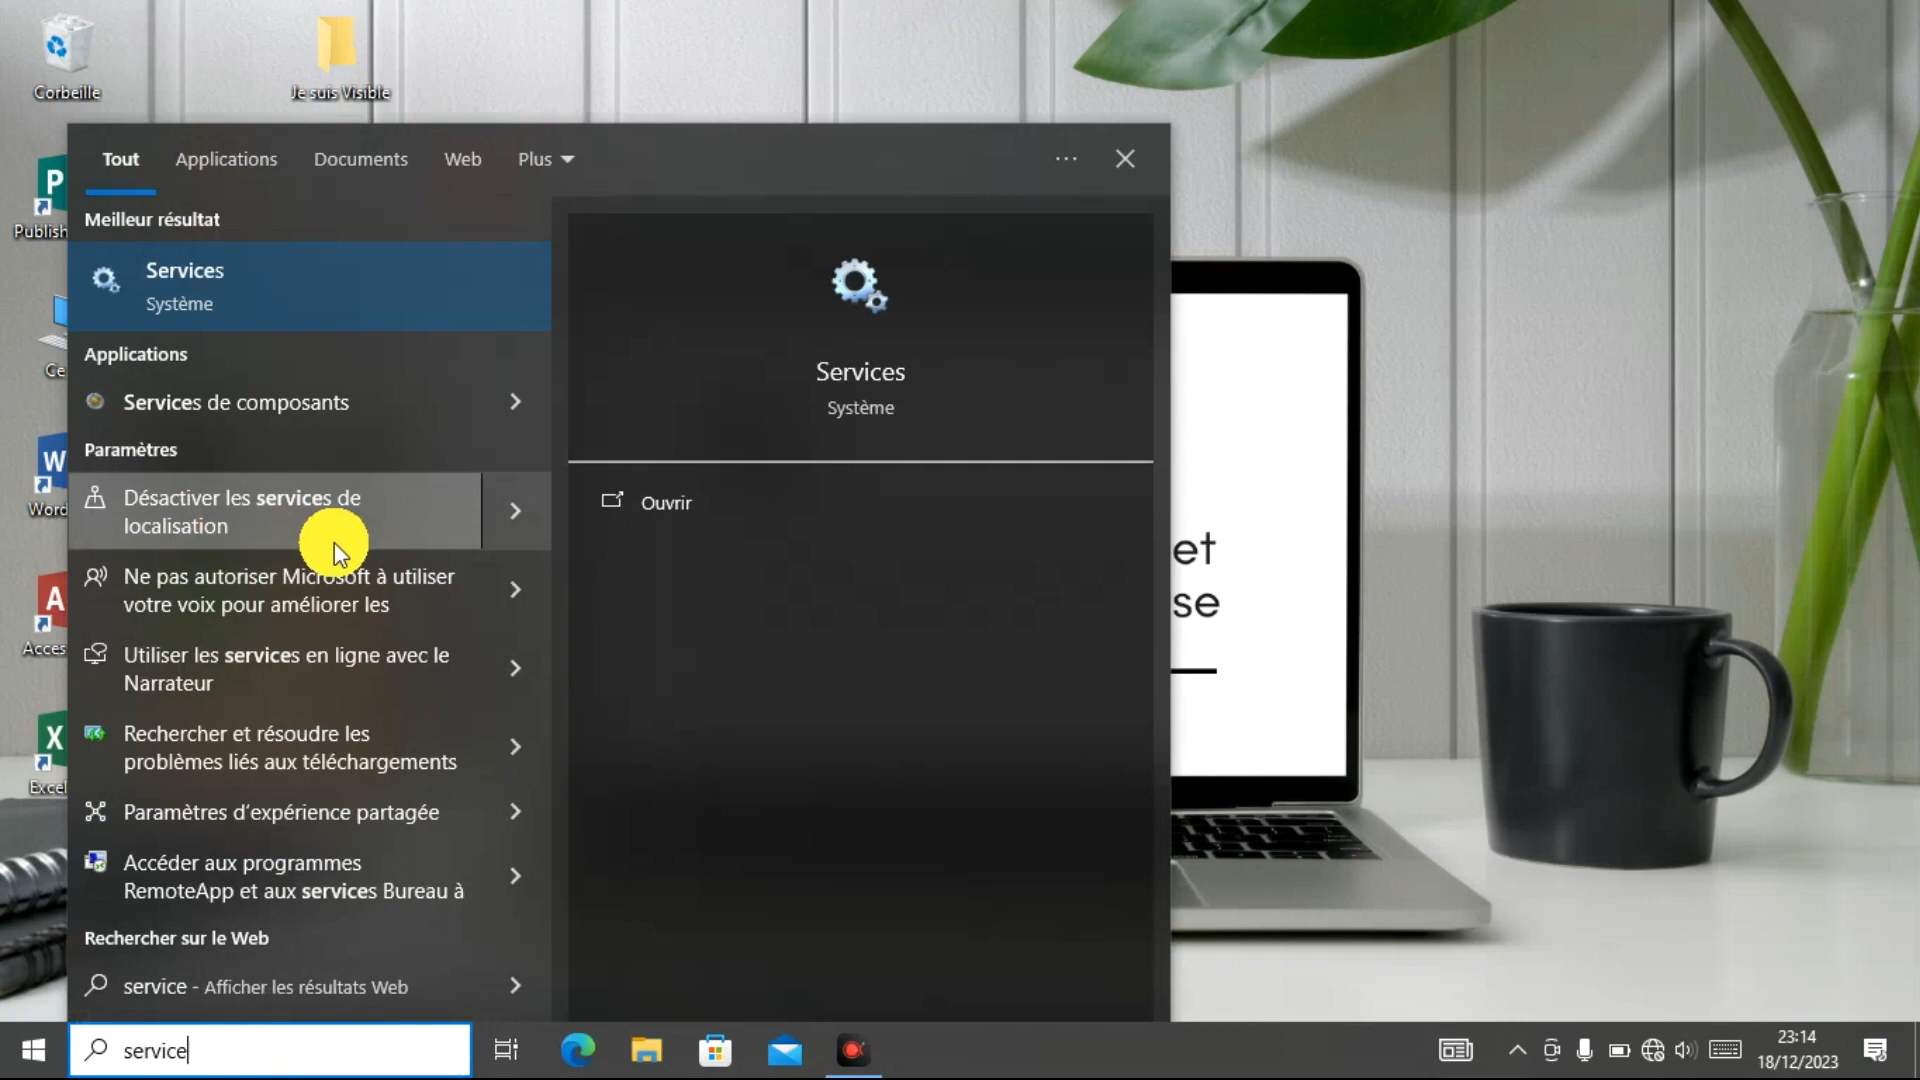 Corbeille
Je suis Visible
Publish
Ce
Word
Acces
Excel
Tout
Applications
Documents
Web
Plus
Meilleur résultat
Services
Système
Applications
Services de composants
Paramètres
Désactiver les services de
localisation
Ne pas autoriser Microsoft à utiliser
votre voix pour améliorer les
Utiliser les services en ligne avec le
Narrateur
Rechercher et résoudre les
problèmes liés aux téléchargements
Paramètres d’expérience partagée
Accéder aux programmes
RemoteApp et aux services Bureau à
Rechercher sur le Web
service - Afficher les résultats Web
Services
Système
Ouvrir
et
se
service
23:14
18/12/2023